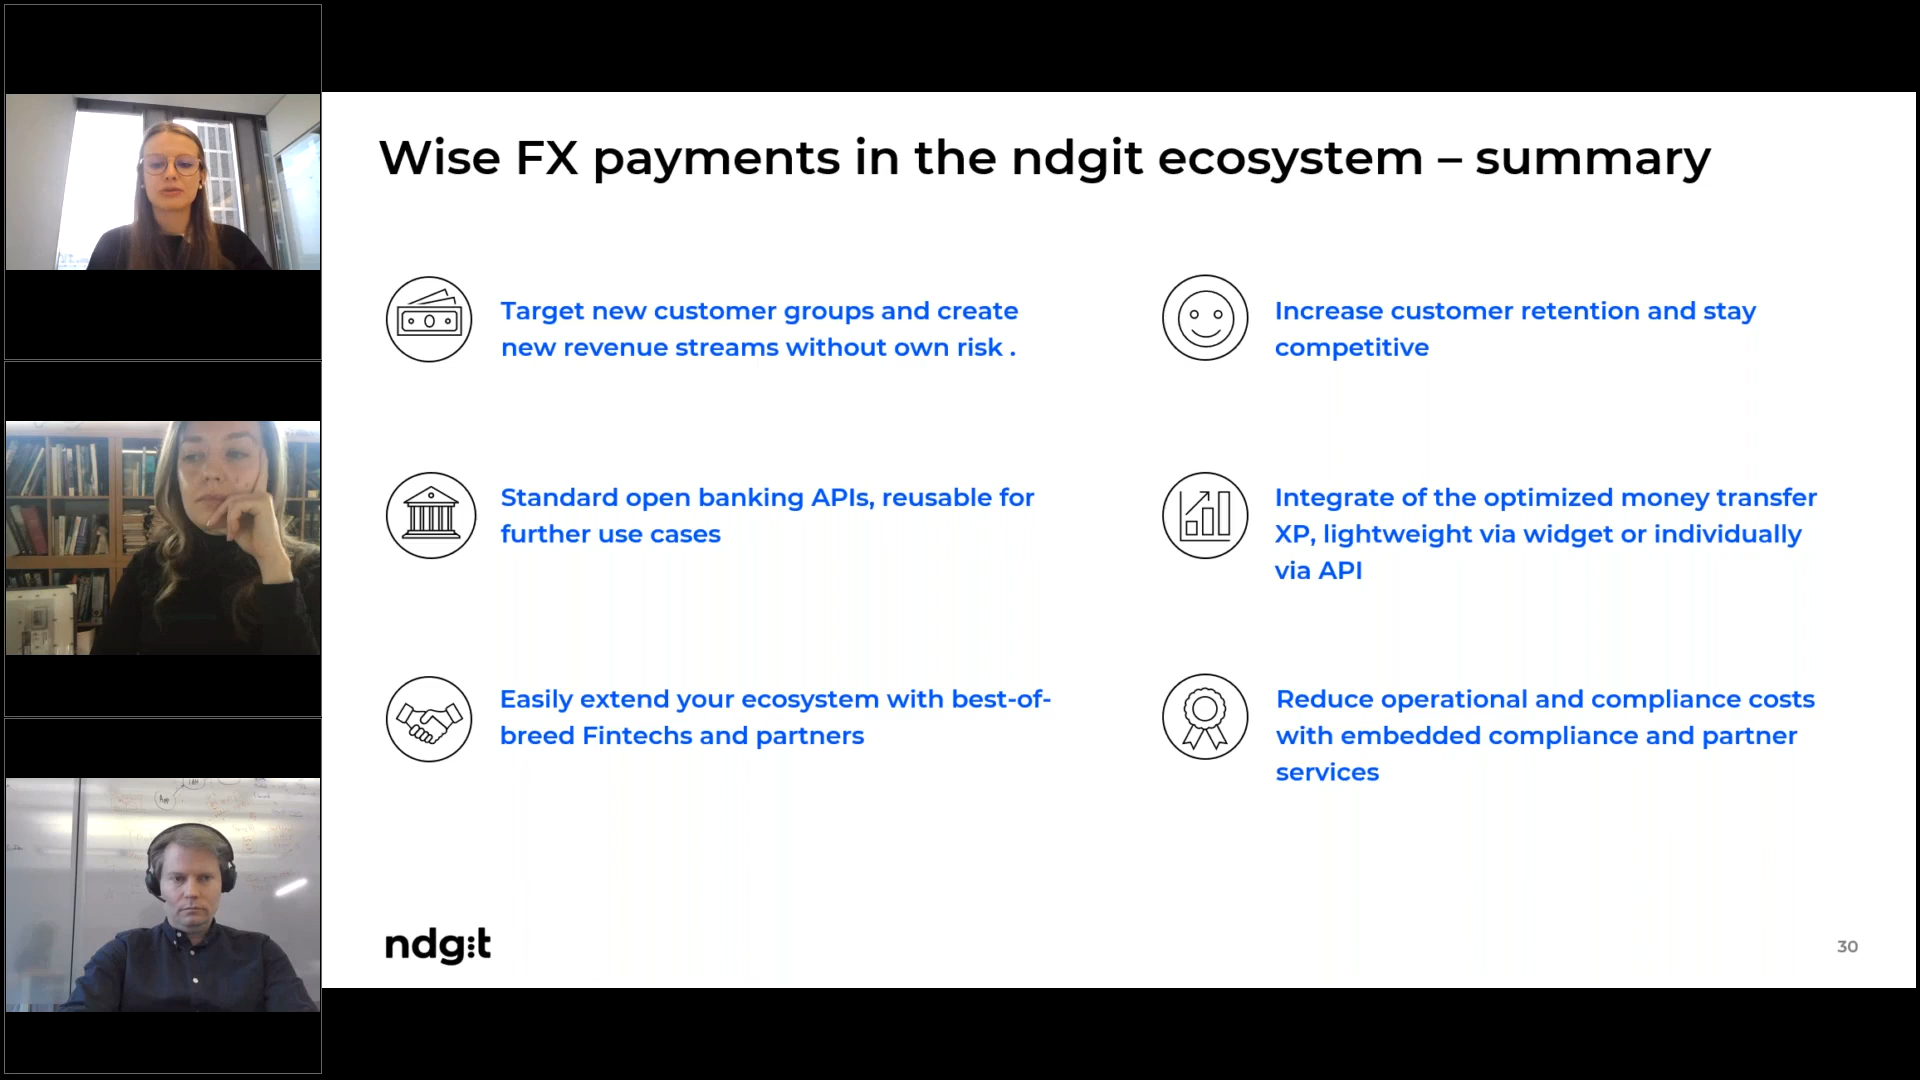 Wise FX payments in the ndgit ecosystem – summary
Target new customer groups and create
new revenue streams without own risk .
Increase customer retention and stay
competitive
Standard open banking APIs, reusable for
further use cases
Integrate of the optimized money transfer
XP, lightweight via widget or individually
via API
Easily extend your ecosystem with best-of-
breed Fintechs and partners
Reduce operational and compliance costs
with embedded compliance and partner
services
ndgit
30